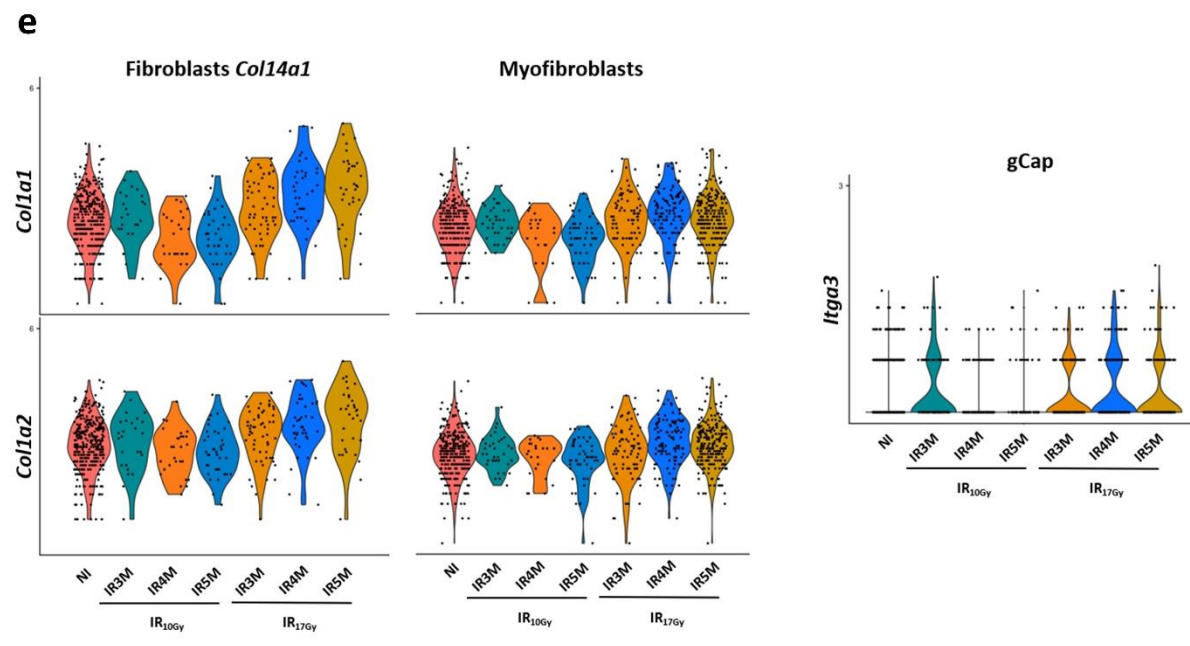 e
Fibroblasts Col14a1
Myofibroblasts
gCap
6
Col1a1
3
Itga3
6
Col1a2
NI IR3M IR4M IR5M IR3M IR4M IR5M
IR10Gy IR17Gy
NI IR3M IR4M IR5M IR3M IR4M IR5M
IR10Gy IR17Gy
NI IR3M IR4M IR5M IR3M IR4M IR5M
IR10Gy IR17Gy